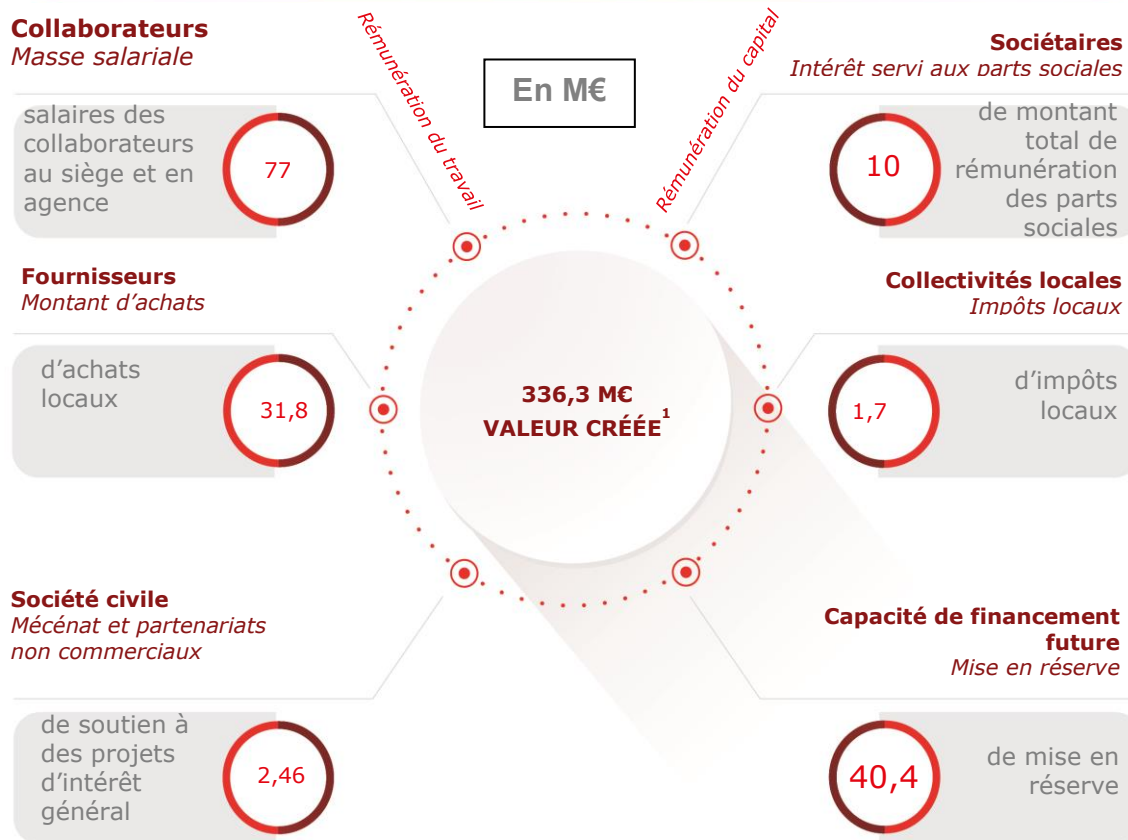 Collaborateurs
Masse salariale
salaires des
collaborateurs
au siège et en
agence
77
Rémunération du travail
En M€
Rémunération du capital
Sociétaires
Intérêt servi aux parts sociales
10
de montant
total de
rémunération
des parts
sociales
Fournisseurs
Montant d’achats
d’achats
locaux
31,8
336,3 M€
VALEUR CRÉÉE1
Collectivités locales
Impôts locaux
1,7
d’impôts
locaux
Société civile
Mécénat et partenariats
non commerciaux
de soutien à
des projets
d’intérêt
général
2,46
Capacité de financement
future
Mise en réserve
40,4
de mise en
réserve